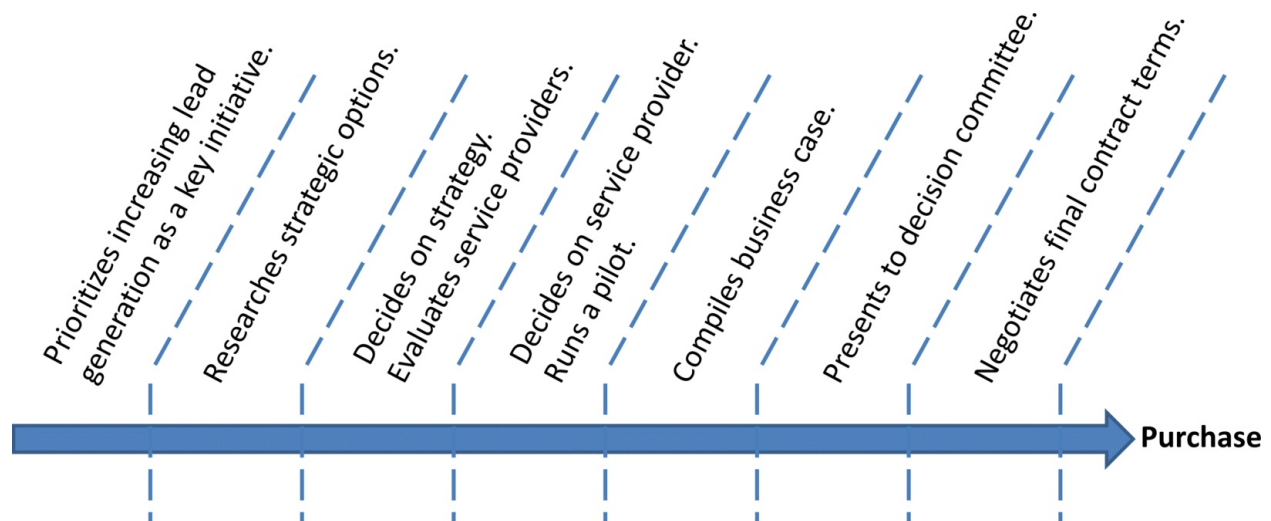 Prioritizes increasing lead
generation as a key initiative.
Researches strategic options.
Decides on strategy.
Evaluates service providers.
Decides on service provider.
Runs a pilot.
Compiles business case.
Presents to decision committee.
Negotiates final contract terms.
Purchase